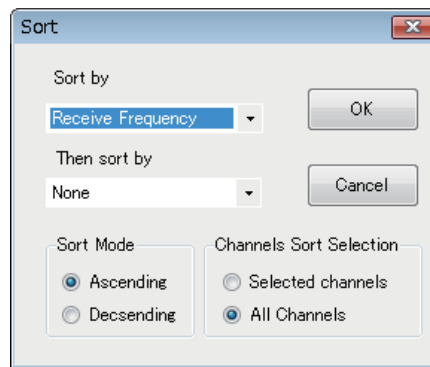 Sort
Sort by
Receive Frequency
OK
Then sort by
None
Cancel
Sort Mode
Channels Sort Selection
Ascending
Selected channels
Decsending
All Channels